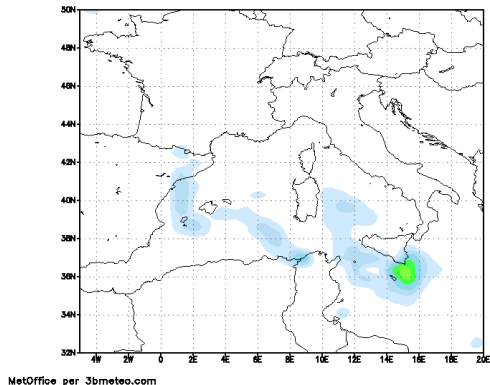 50N
48N
46N
44N
42N
40N
38N
36N
34N
32N
4W 2W 0 2E 4E 6E 8E 10E 12E 14E 16E 18E 20E
MetOffice per 3bmeteo.com